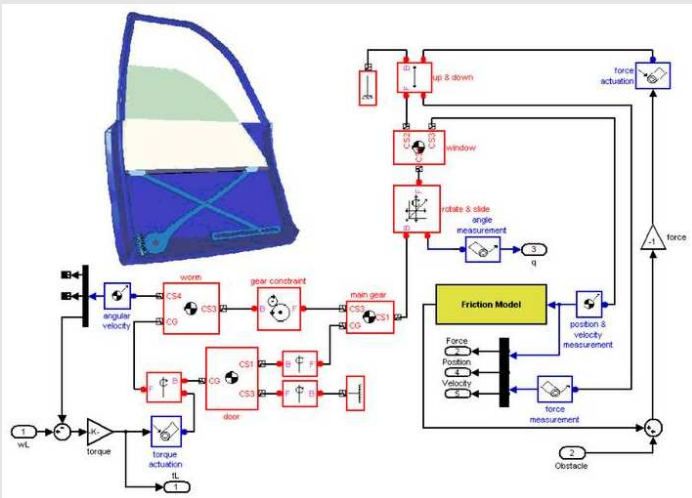 B
F
up & down
force
actuation
CS2
CS3
window
F
rotate & slide
B
angle
measurement
3
q
-1
force
worm
gear constraint
main gear
CS4
CS3
B
F
CS3
CS1
CG
CG
angular
velocity
Friction Model
position &
velocity
measurement
Force
2
Position
4
Velocity
5
force
measurement
CS1
B
F
F
B
CG
CS3
F
B
door
1
wL
-K-
torque
torque
actuation
tL
1
2
Obstacle